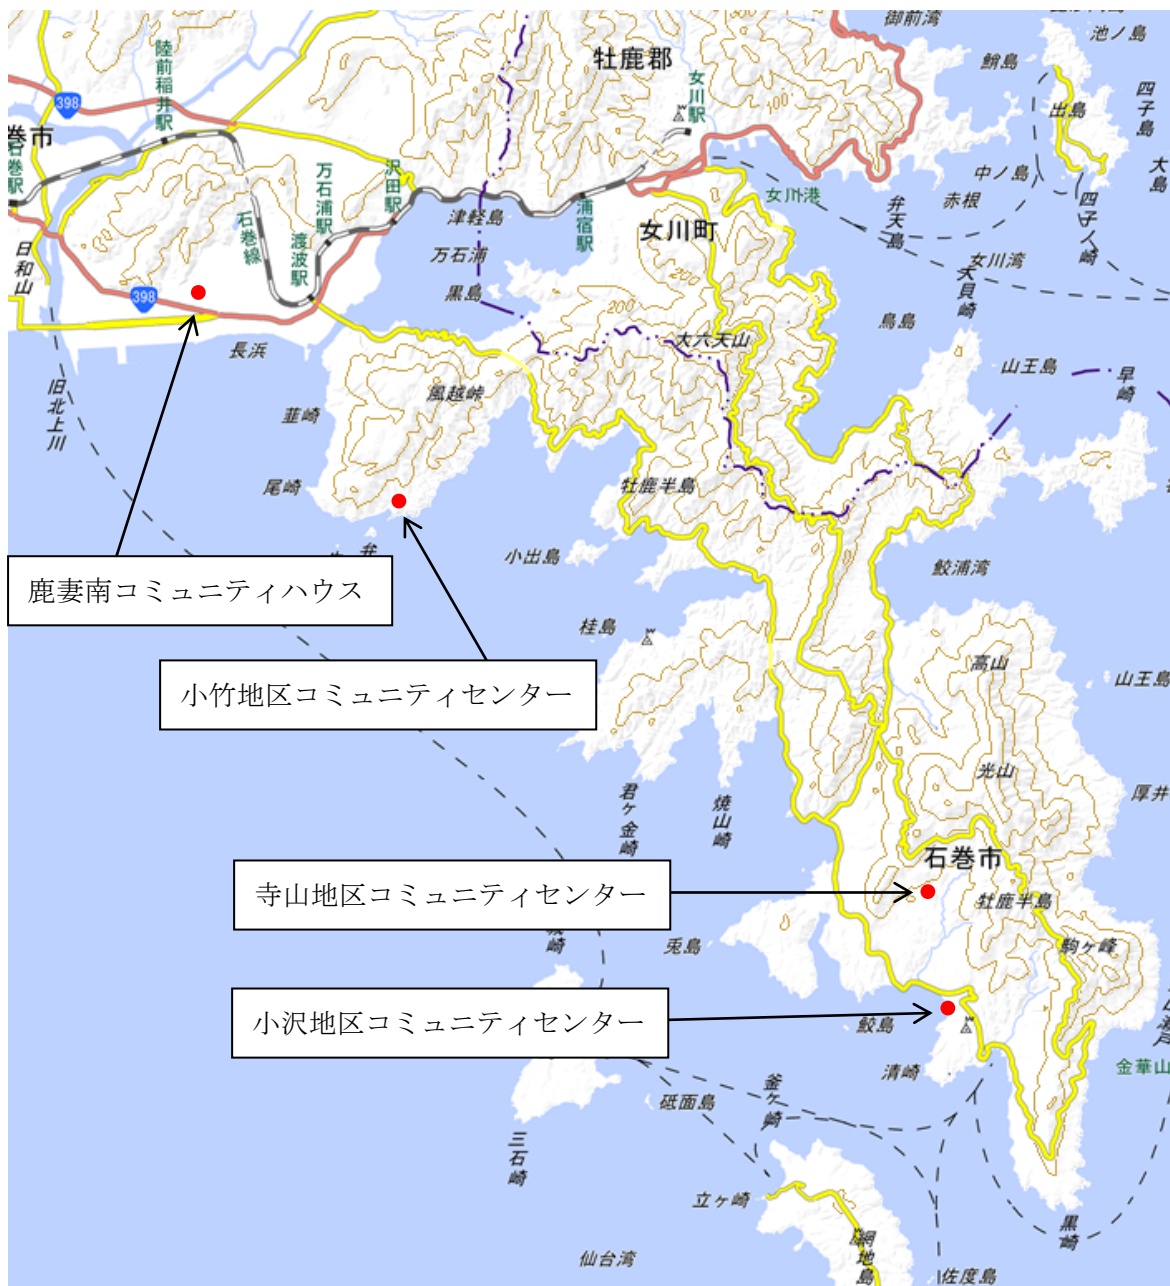 御前湾
池ノ島
牡鹿郡
鮹島
陸前稲井駅
398
女川駅
100
出島
四子島
巻市
石巻駅
万石浦駅
沢田駅
大島
中ノ島
女川港
赤根
弁天島
四子ノ崎
津軽島
浦宿駅
女川町
石巻線
渡波駅
万石浦
女川湾
日和山
200
大貝崎
黒島
398
200
鳥島
長浜
大六天山
山王島
早崎
旧北上川
風越峠
韮崎
尾崎
牡鹿半島
弁
小出島
鮫浦湾
鹿妻南コミュニティハウス
桂島
高山
山王島
小竹地区コミュニティセンター
光山
君ヶ金崎
焼山崎
厚井
石巻市
寺山地区コミュニティセンター
牡鹿半島
城崎
兎島
駒ヶ峰
小沢地区コミュニティセンター
鮫島
清崎
金華山
釜ヶ崎
砥面島
三石崎
立ヶ崎
黒崎
網地島
仙台湾
佐度島